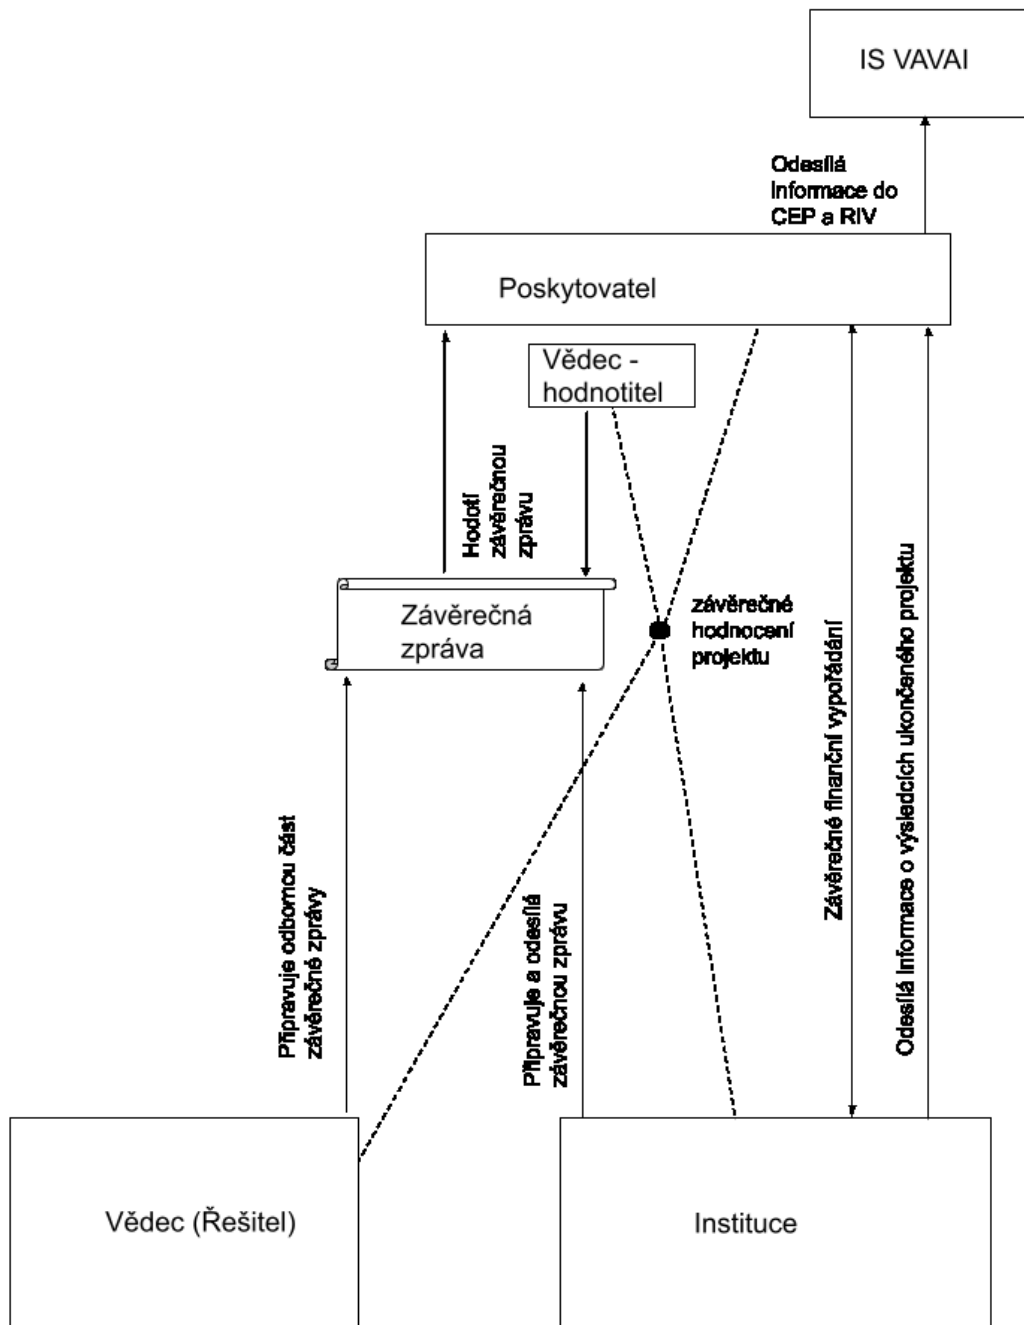 IS VAVAI
Odesílá
Informace do
CEP a RIV
Poskytovatel
Vědec -
hodnotitel
Hodotí
závěrečnou
zprávu
Závěrečná
zpráva
závěrečné
hodnocení
projektu
Závěrečné finanční vypořádání
Odesílá Informace o výsledcích ukončeného projektu
Připravuje odbornou část
závěrečné zprávy
Připravuje a odesílá
závěrečnou zprávu
Vědec (Řešitel)
Instituce